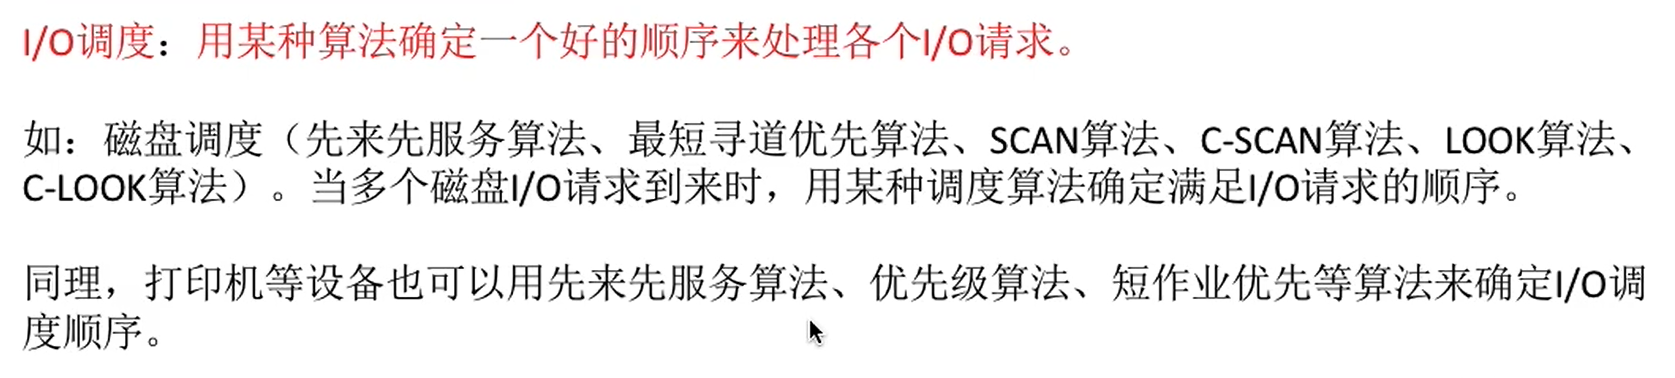 I/O调度：用某种算法确定一个好的顺序来处理各个I/O请求。
如：磁盘调度（先来先服务算法、最短寻道优先算法、SCAN算法、C-SCAN算法、LOOK算法、
C-LOOK算法）。当多个磁盘I/O请求到来时，用某种调度算法确定满足I/O请求的顺序。
同理，打印机等设备也可以用先来先服务算法、优先级算法、短作业优先等算法来确定I/O调
度顺序。